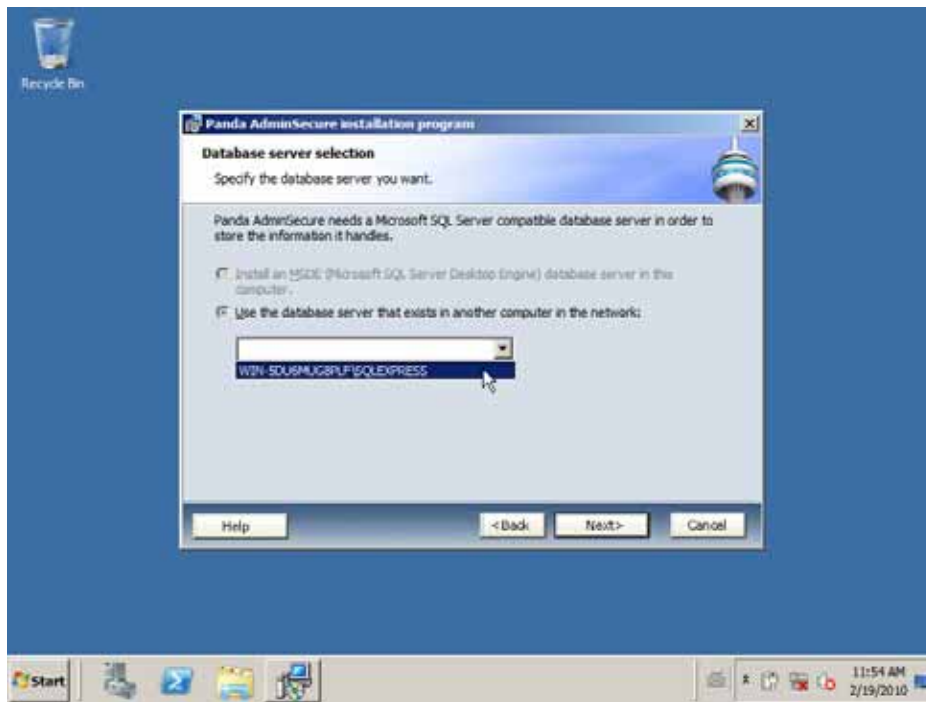 Recycle Bin
Panda AdminSecure installation program
Database server selection
Specify the database server you want.
Panda AdminSecure needs a Microsoft SQL Server compatible database server in order to
store the information it handles.
Install an MSDE (Microsoft SQL Server Desktop Engine) database server in this
computer.
Use the database server that exists in another computer in the network:
WIN-5DU6MUG8PLF\SQLEXPRESS
Help
<Back
Next>
Cancel
Start
11:54 AM
2/19/2010